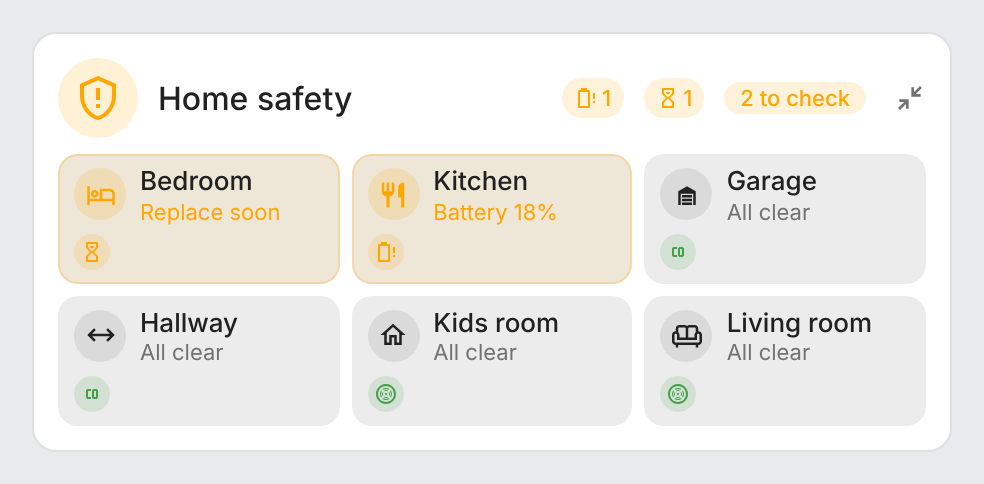 Home safety
1
1
2 to check
Bedroom
Replace soon
Kitchen
Battery 18%
Garage
All clear
CO
Hallway
All clear
CO
Kids room
All clear
Living room
All clear